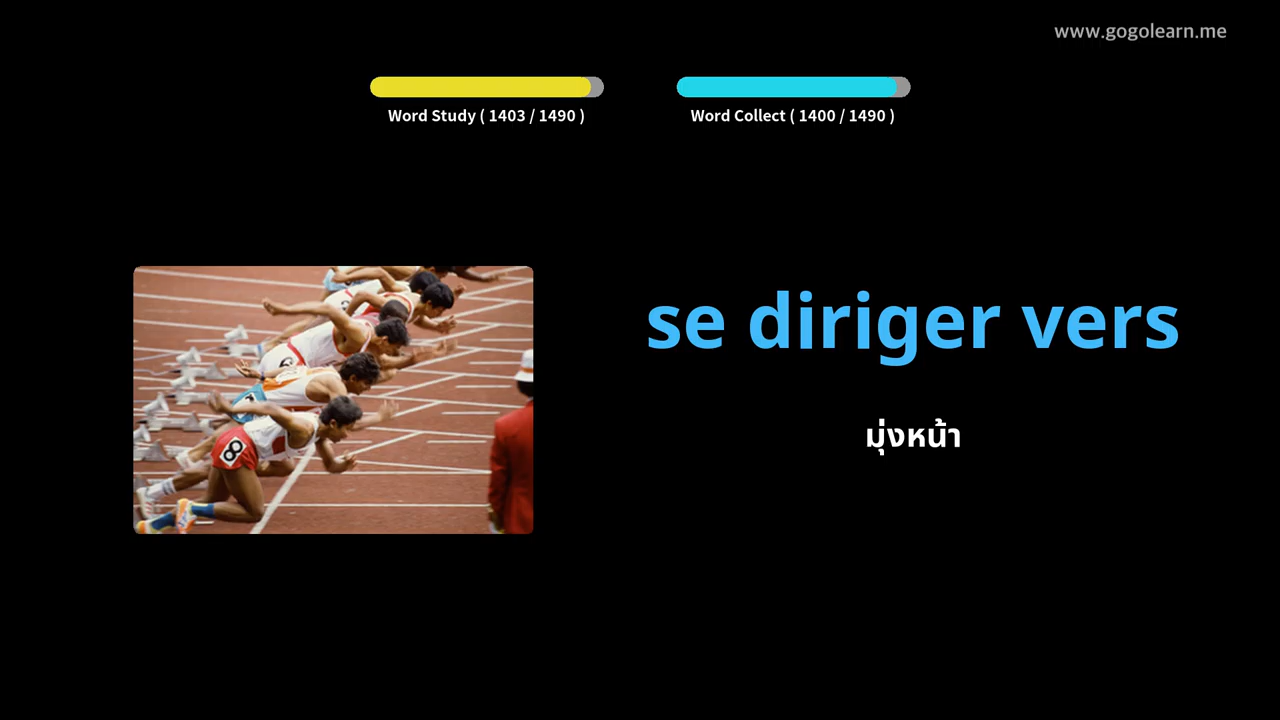 www.gogolearn.me
Word Study ( 1403 / 1490 )
Word Collect ( 1400 / 1490 )
se diriger vers
มุ่งหน้า
8